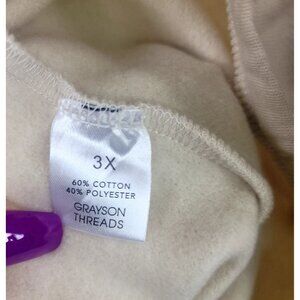 3X
60% COTTON
40% POLYESTER
GRAYSON
THREADS